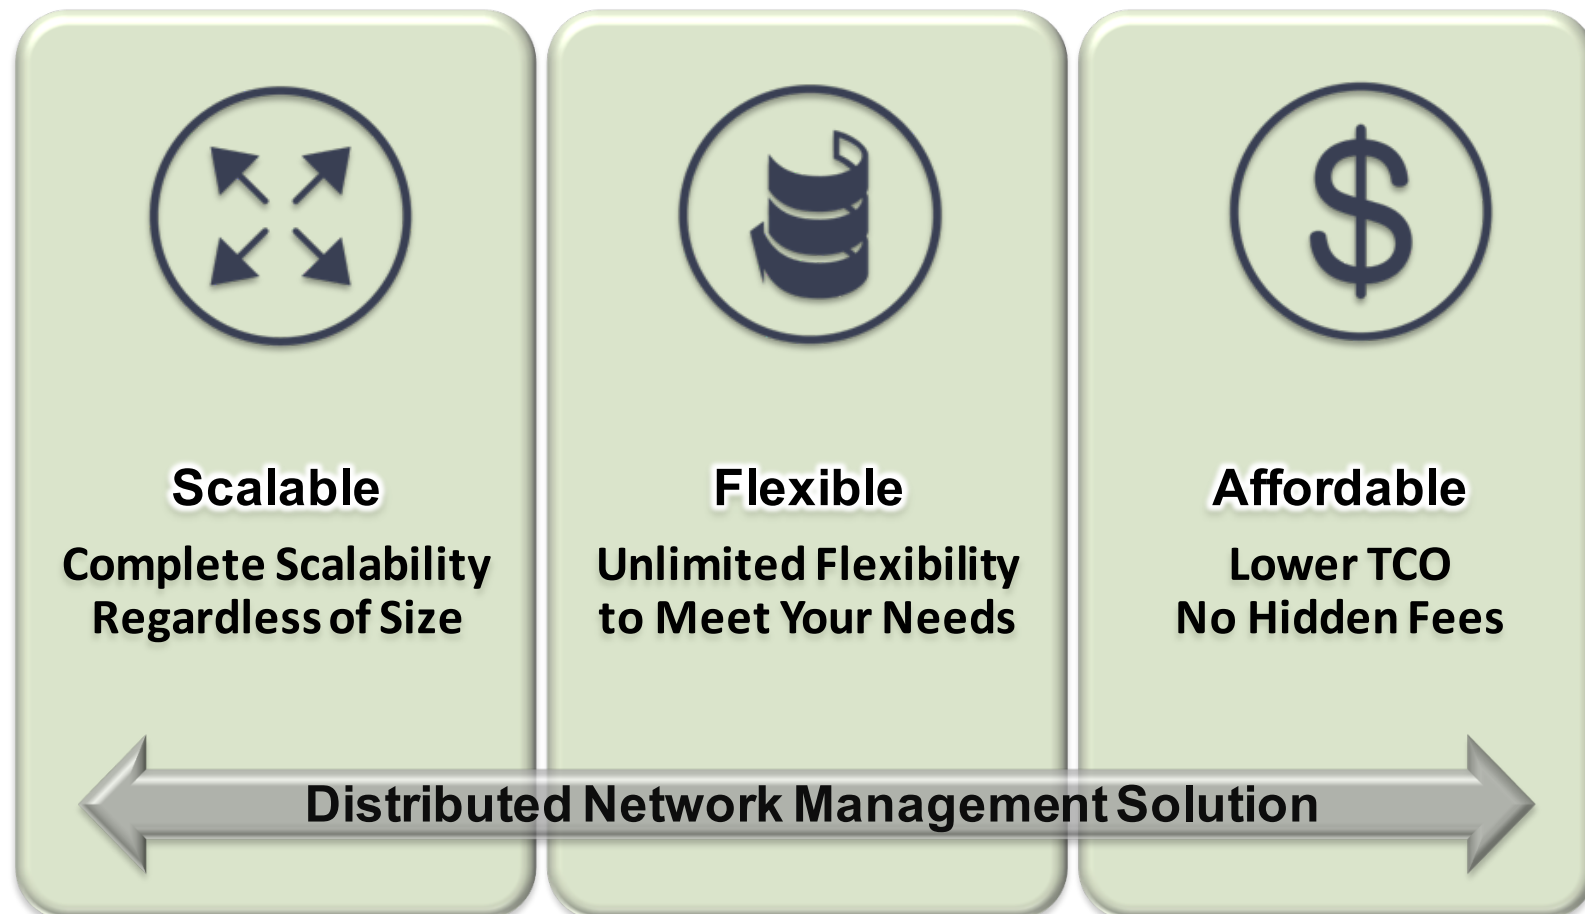 Scalable
Complete Scalability
Regardless of Size
Flexible
Unlimited Flexibility
to Meet Your Needs
Affordable
Lower TCO
No Hidden Fees
Distributed Network Management Solution